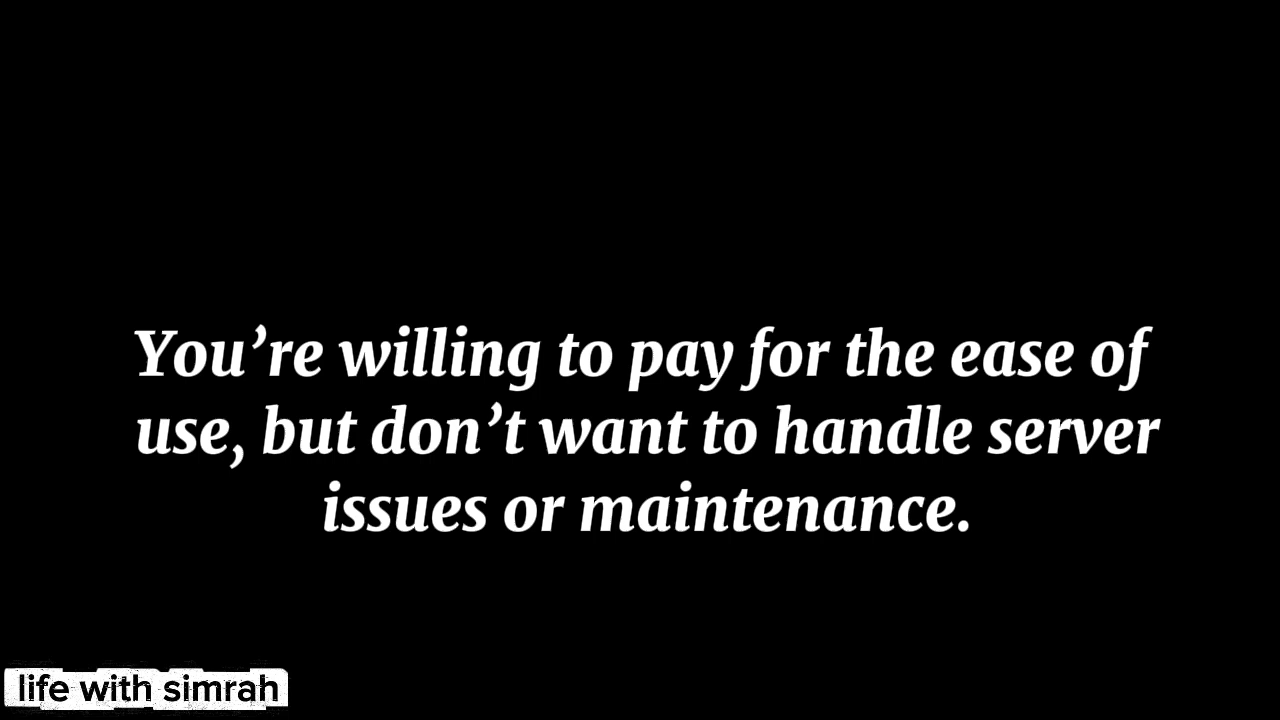 You’re willing to pay for the ease of
use, but don’t want to handle server
issues or maintenance.
life with simrah